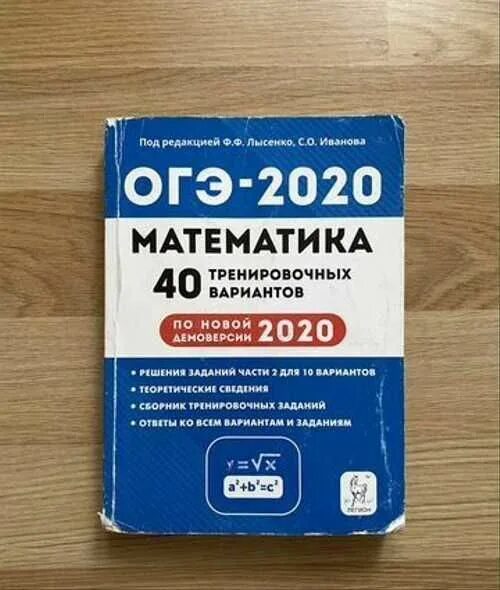 Под редакцией Ф.Ф. Лысенко, С.О. Иванова
ОГЭ-2020
МАТЕМАТИКА
40 ТРЕНИРОВОЧНЫХ
ВАРИАНТОВ
ПО НОВОЙ
ДЕМОВЕРСИИ 2020
• РЕШЕНИЯ ЗАДАНИЙ ЧАСТИ 2 ДЛЯ 10 ВАРИАНТОВ
• ТЕОРЕТИЧЕСКИЕ СВЕДЕНИЯ
• СБОРНИК ТРЕНИРОВОЧНЫХ ЗАДАНИЙ
• ОТВЕТЫ КО ВСЕМ ВАРИАНТАМ И ЗАДАНИЯМ
y=√x
a²+b²=c²
ЛЕГИОН